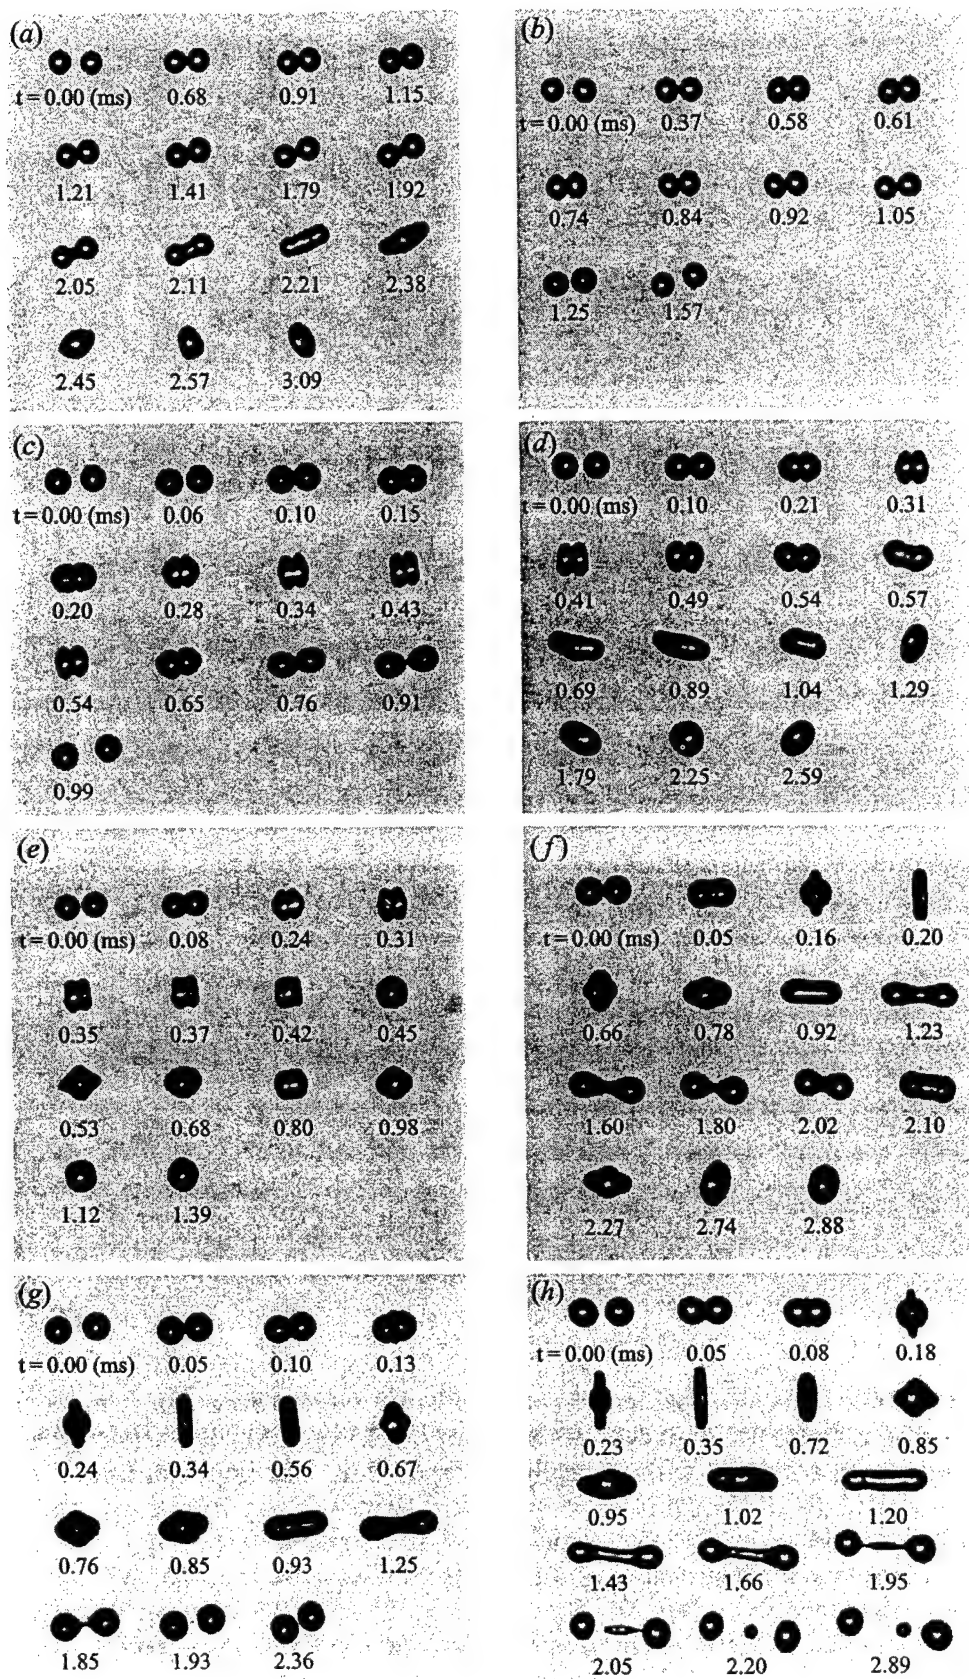 (a)
t = 0.00 (ms) 0.68 0.91 1.15
1.21 1.41 1.79 1.92
2.05 2.11 2.21 2.38
2.45 2.57 3.09
(b)
t = 0.00 (ms) 0.37 0.58 0.61
0.74 0.84 0.92 1.05
1.25 1.57
(c)
t = 0.00 (ms) 0.06 0.10 0.15
0.20 0.28 0.34 0.43
0.54 0.65 0.76 0.91
0.99
(d)
t = 0.00 (ms) 0.10 0.21 0.31
0.41 0.49 0.54 0.57
0.69 0.89 1.04 1.29
1.79 2.25 2.59
(e)
t = 0.00 (ms) 0.08 0.24 0.31
0.35 0.37 0.42 0.45
0.53 0.68 0.80 0.98
1.12 1.39
(f)
t = 0.00 (ms) 0.05 0.16 0.20
0.66 0.78 0.92 1.23
1.60 1.80 2.02 2.10
2.27 2.74 2.88
(g)
t = 0.00 (ms) 0.05 0.10 0.13
0.24 0.34 0.56 0.67
0.76 0.85 0.93 1.25
1.85 1.93 2.36
(h)
t = 0.00 (ms) 0.05 0.08 0.18
0.23 0.35 0.72 0.85
0.95 1.02 1.20
1.43 1.66 1.95
2.05 2.20 2.89